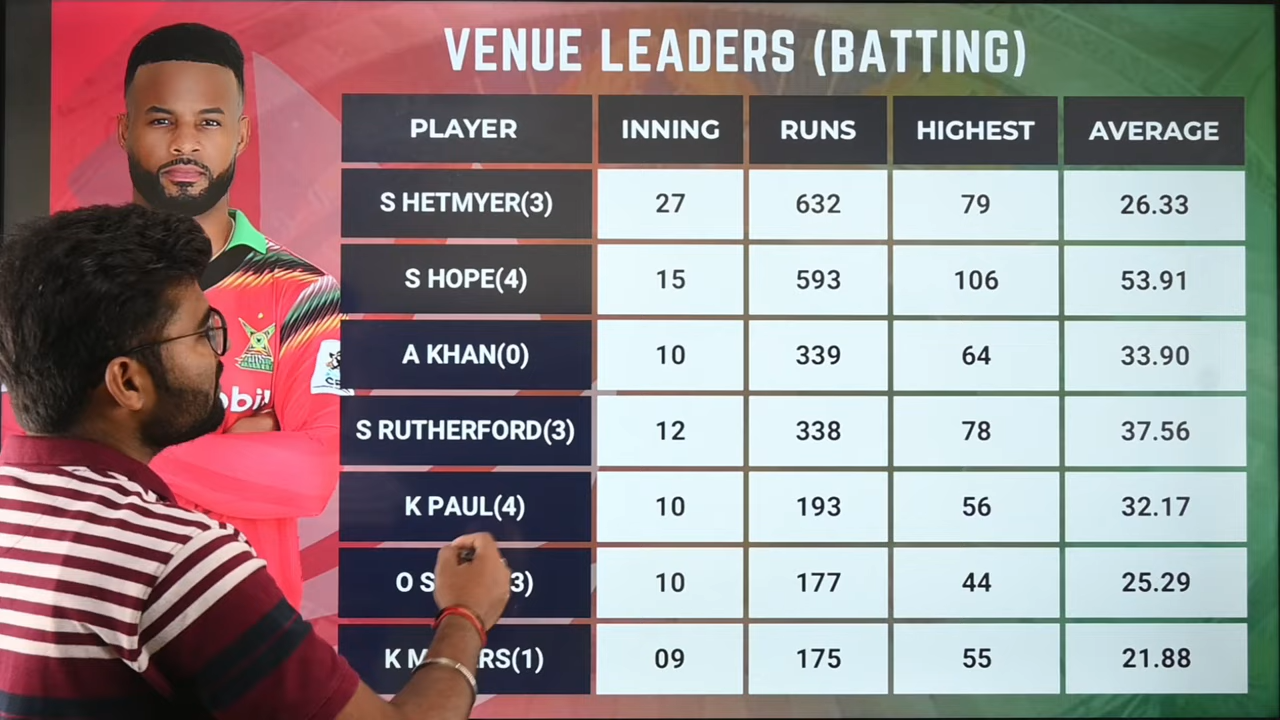 VENUE LEADERS (BATTING)
PLAYER INNING RUNS HIGHEST AVERAGE
S HETMYER(3) 27 632 79 26.33
S HOPE(4) 15 593 106 53.91
A KHAN(0) 10 339 64 33.90
S RUTHERFORD(3) 12 338 78 37.56
K PAUL(4) 10 193 56 32.17
O 10 177 44 25.29
K 09 175 55 21.88